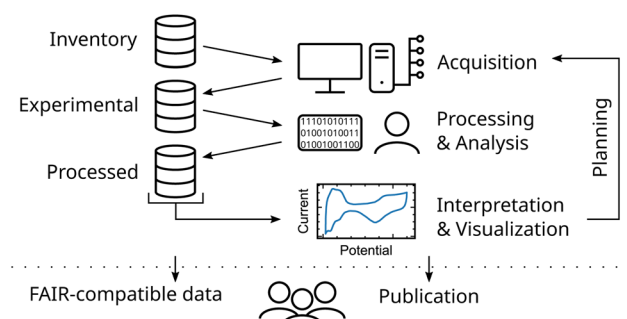 Inventory
Acquisition
Experimental
11101010111
01001010011
01001001100
Processing
& Analysis
Planning
Processed
Current
Potential
Interpretation
& Visualization
FAIR-compatible data
Publication